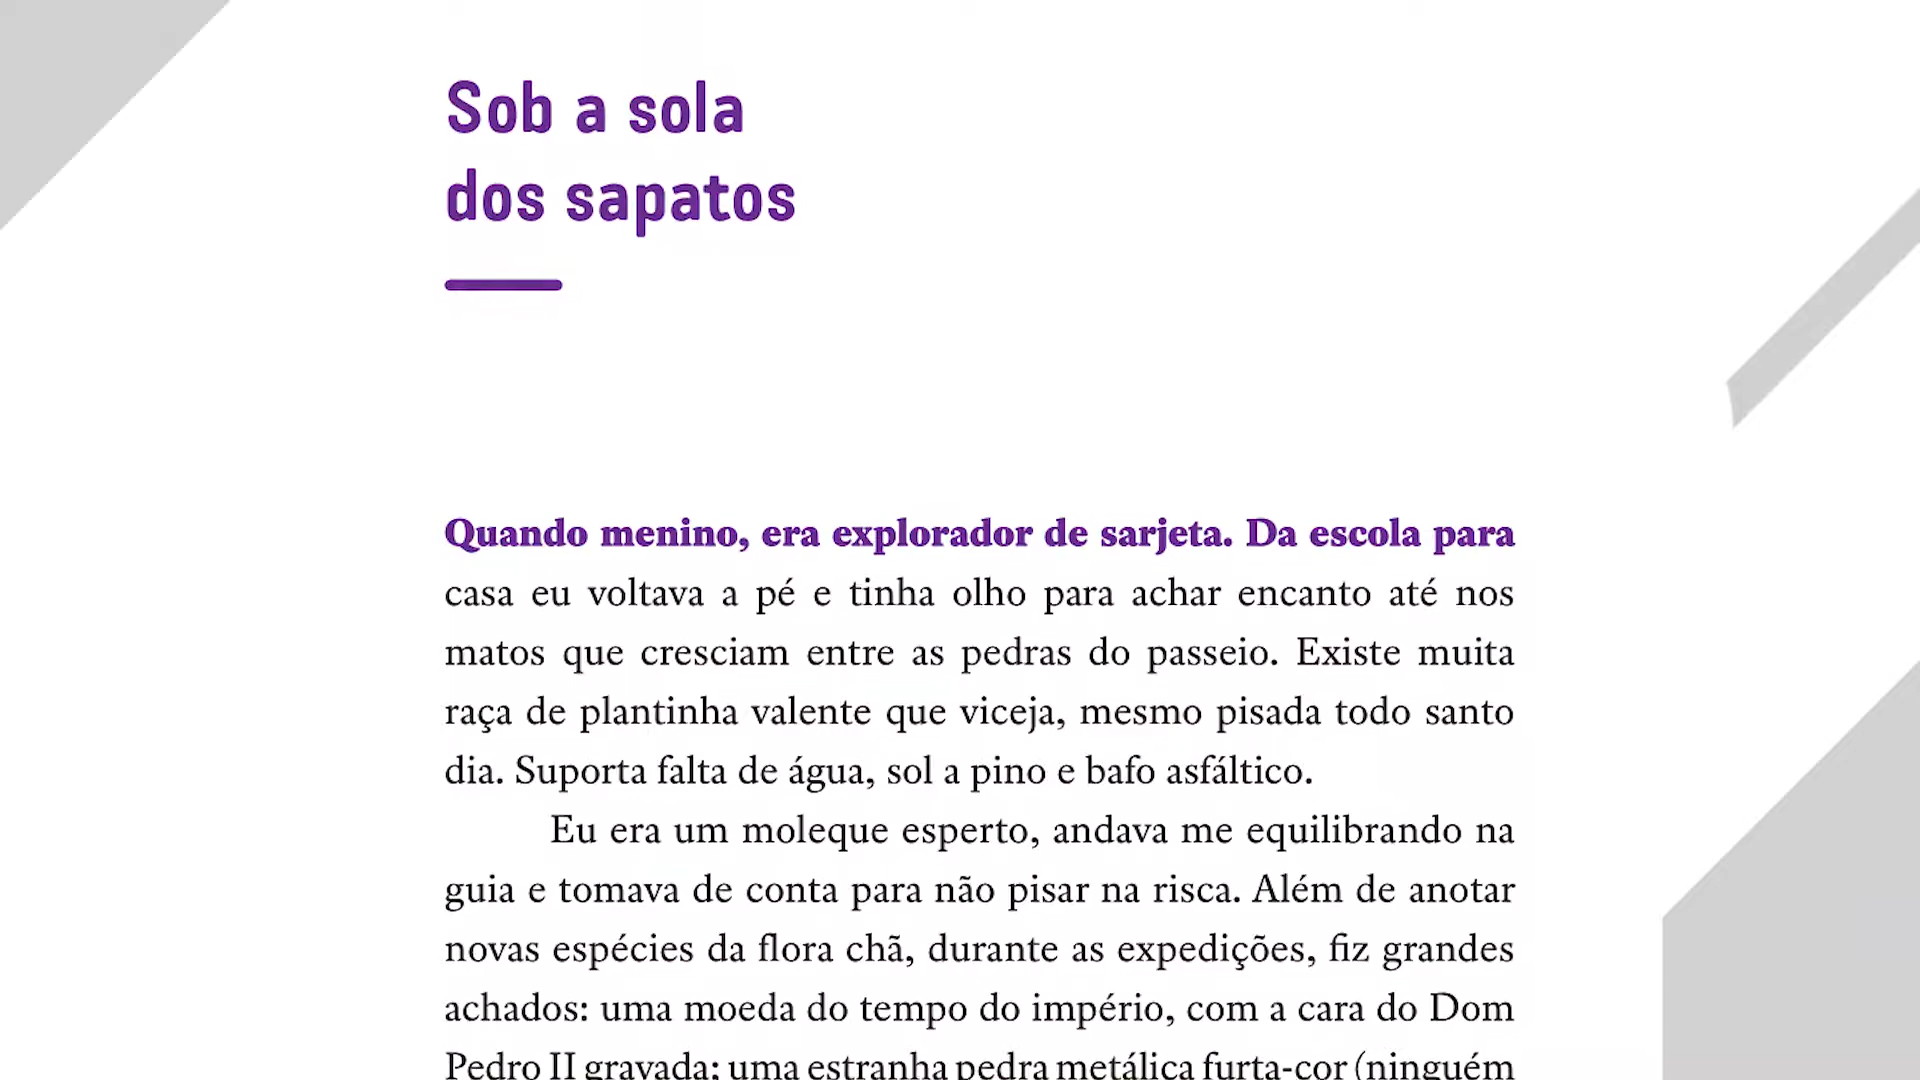 Sob a sola
dos sapatos
Quando menino, era explorador de sarjeta. Da escola para
casa eu voltava a pé e tinha olho para achar encanto até nos
matos que cresciam entre as pedras do passeio. Existe muita
raça de plantinha valente que viceja, mesmo pisada todo santo
dia. Suporta falta de água, sol a pino e bafo asfáltico.
Eu era um moleque esperto, andava me equilibrando na
guia e tomava de conta para não pisar na risca. Além de anotar
novas espécies da flora chã, durante as expedições, fiz grandes
achados: uma moeda do tempo do império, com a cara do Dom
Pedro II gravada; uma estranha pedra metálica furta-cor (ninguém